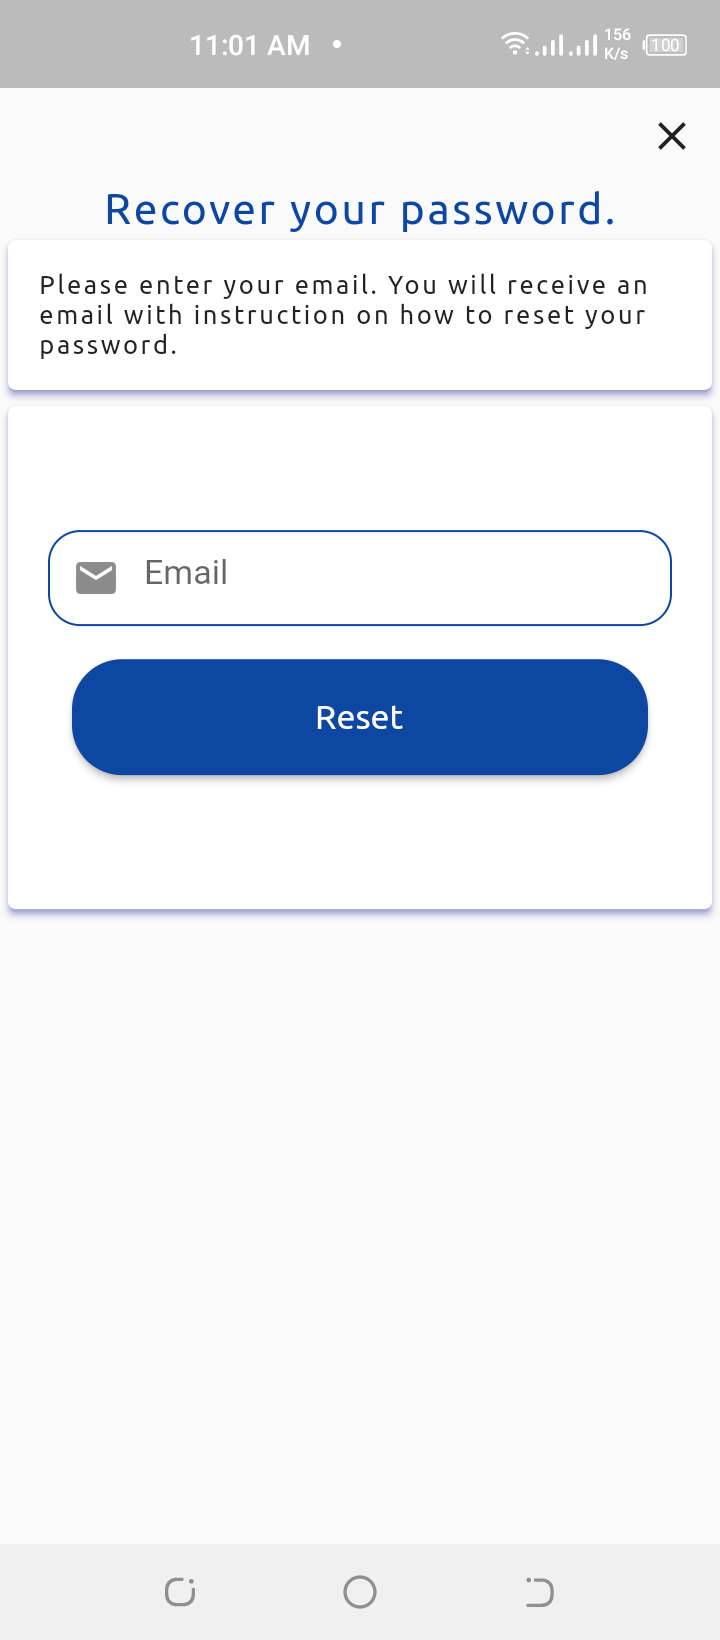 11:01 AM •
156
K/s
100
Recover your password.
Please enter your email. You will receive an
email with instruction on how to reset your
password.
Email
Reset